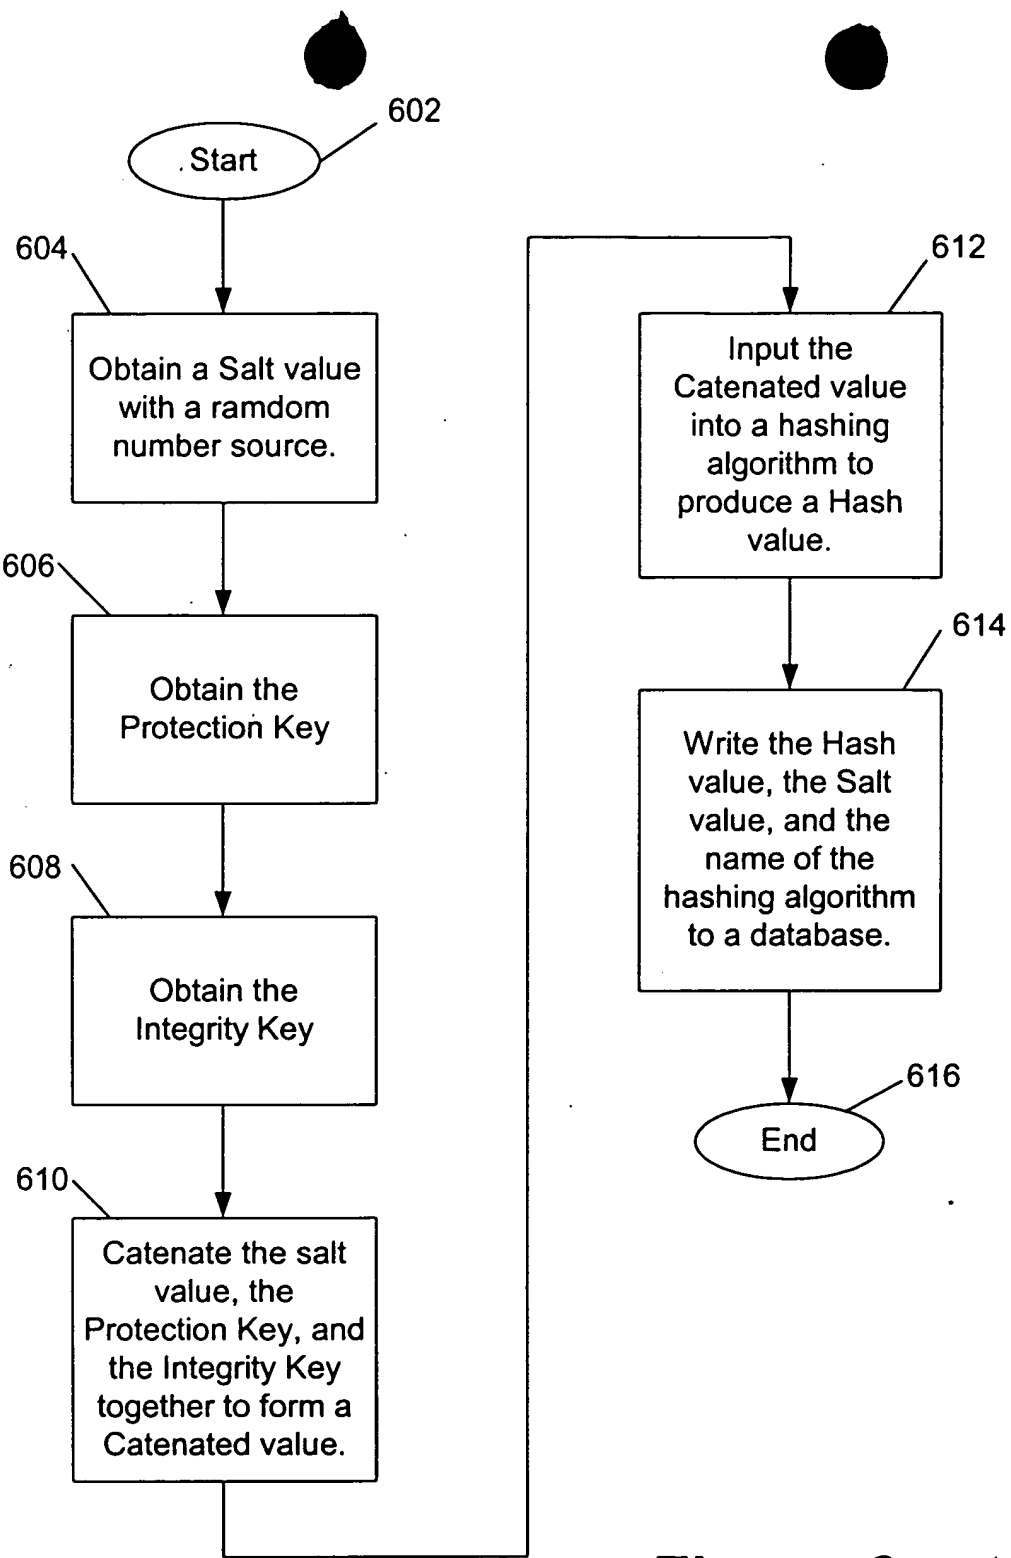 602
Start
604
Obtain a Salt value
with a ramdom
number source.
606
Obtain the
Protection Key
608
Obtain the
Integrity Key
610
Catenate the salt
value, the
Protection Key, and
the Integrity Key
together to form a
Catenated value.
612
Input the
Catenated value
into a hashing
algorithm to
produce a Hash
value.
614
Write the Hash
value, the Salt
value, and the
name of the
hashing algorithm
to a database.
616
End